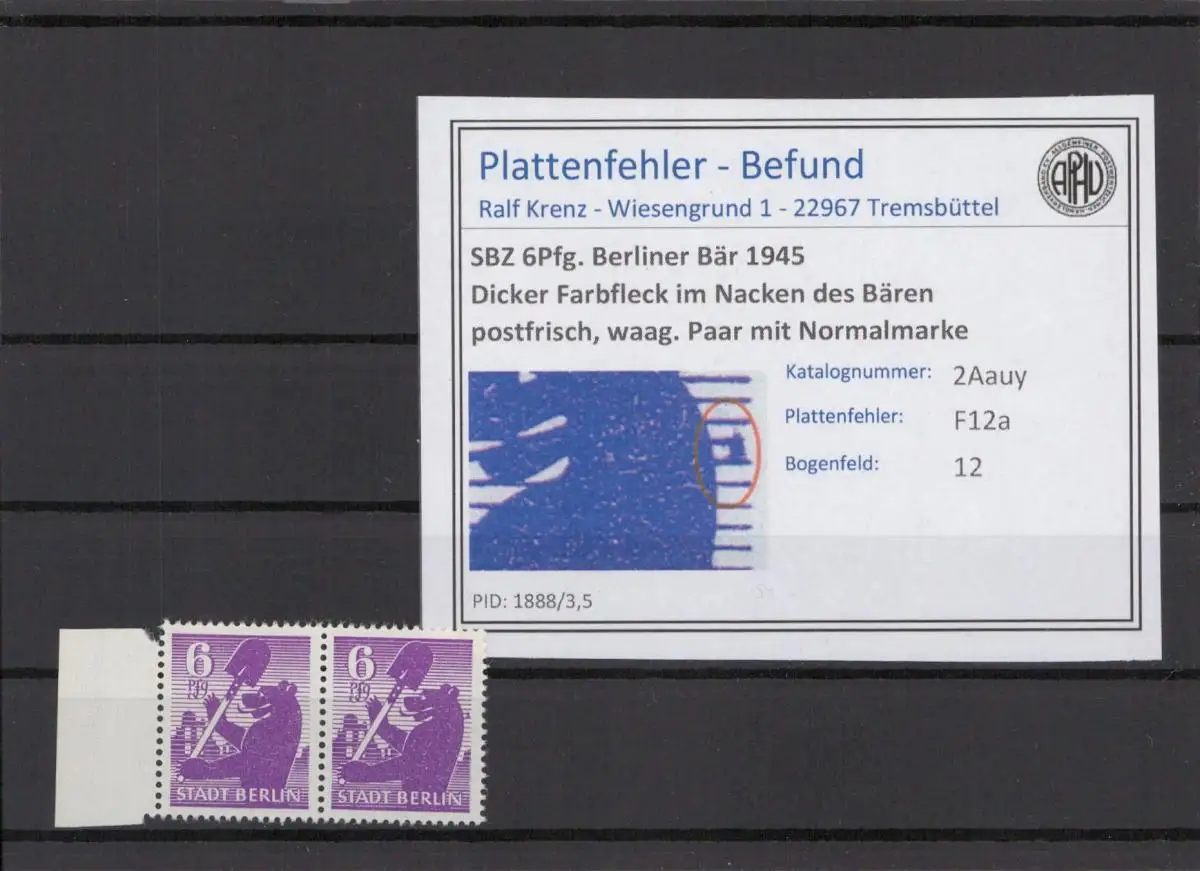 Plattenfehler - Befund
Ralf Krenz - Wiesengrund 1 - 22967 Tremsbüttel
APHV
SBZ 6Pfg. Berliner Bär 1945
Dicker Farbfleck im Nacken des Bären
postfrisch, waag. Paar mit Normalmarke
Katalognummer: 2Aauy
Plattenfehler: F12a
Bogenfeld: 12
PID: 1888/3,5
6 6
Pfg Pfg
STADT BERLIN STADT BERLIN